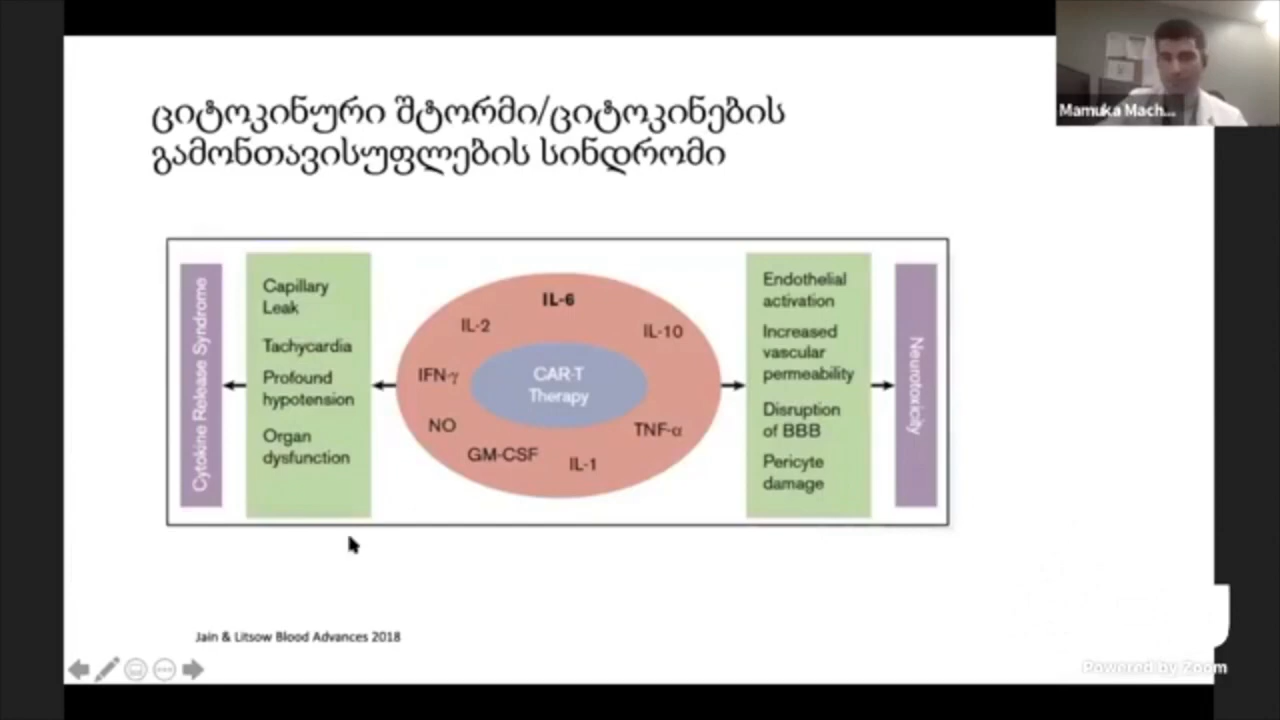 ციტოკინური შტორმი/ციტოკინების
გამონთავისუფლების სინდრომი
Mamuka Mach...
Cytokine Release Syndrome
Capillary
Leak
Tachycardia
Profound
hypotension
Organ
dysfunction
IL-6
IL-2
IL-10
IFN-γ
CAR-T
Therapy
NO
TNF-α
GM-CSF
IL-1
Endothelial
activation
Increased
vascular
permeability
Disruption
of BBB
Pericyte
damage
Neurotoxicity
Jain & Litsow Blood Advances 2018
Powered by Zoom